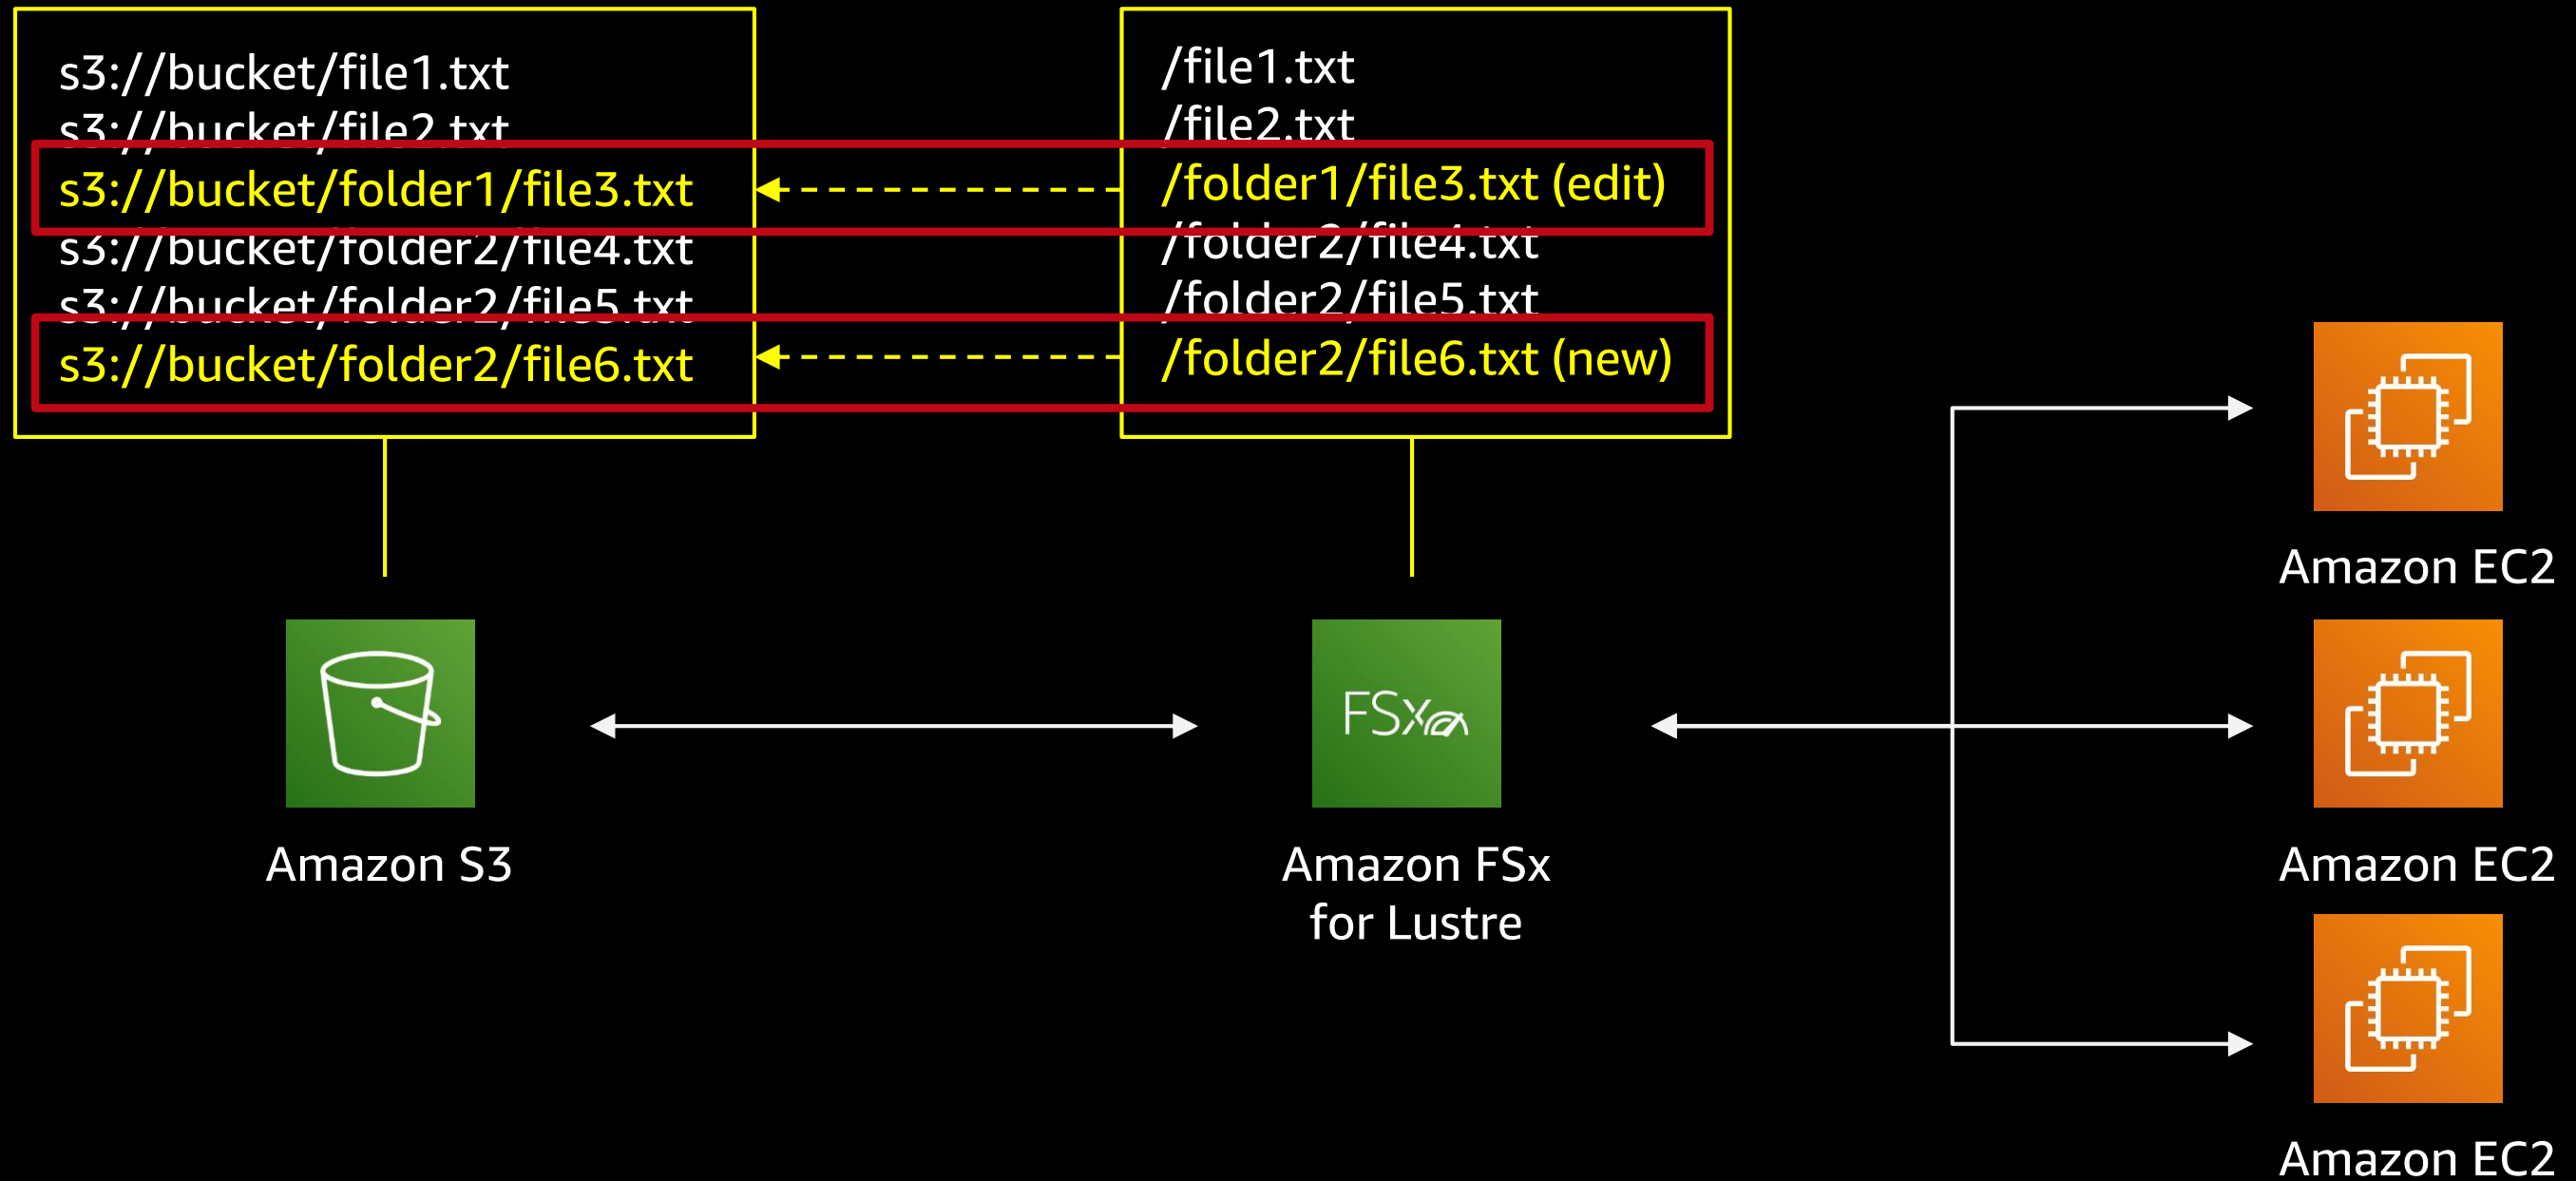 s3://bucket/file1.txt
s3://bucket/file2.txt
s3://bucket/folder1/file3.txt
s3://bucket/folder2/file4.txt
s3://bucket/folder2/file5.txt
s3://bucket/folder2/file6.txt
/file1.txt
/file2.txt
/folder1/file3.txt (edit)
/folder2/file4.txt
/folder2/file5.txt
/folder2/file6.txt (new)
Amazon S3
FSx
Amazon FSx
for Lustre
Amazon EC2
Amazon EC2
Amazon EC2